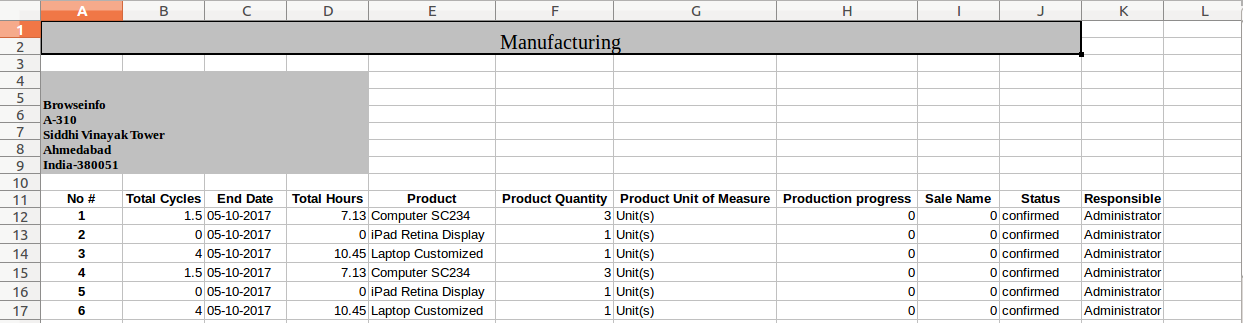 A B C D E F G H I J K L
1
2 Manufacturing
3
4
5 Browseinfo
6 A-310
7 Siddhi Vinayak Tower
8 Ahmedabad
9 India-380051
10
11 No # Total Cycles End Date Total Hours Product Product Quantity Product Unit of Measure Production progress Sale Name Status Responsible
12 1 1.5 05-10-2017 7.13 Computer SC234 3 Unit(s) 0 0 confirmed Administrator
13 2 0 05-10-2017 0 iPad Retina Display 1 Unit(s) 0 0 confirmed Administrator
14 3 4 05-10-2017 10.45 Laptop Customized 1 Unit(s) 0 0 confirmed Administrator
15 4 1.5 05-10-2017 7.13 Computer SC234 3 Unit(s) 0 0 confirmed Administrator
16 5 0 05-10-2017 0 iPad Retina Display 1 Unit(s) 0 0 confirmed Administrator
17 6 4 05-10-2017 10.45 Laptop Customized 1 Unit(s) 0 0 confirmed Administrator